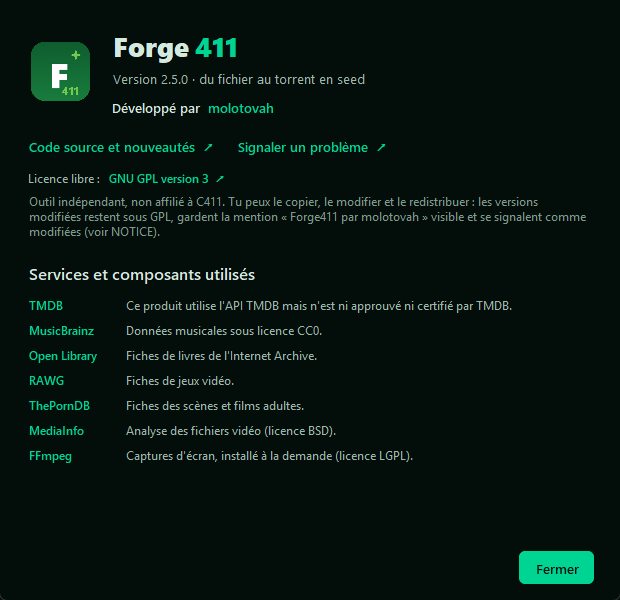 F
411
Forge 411
Version 2.5.0 · du fichier au torrent en seed
Développé par molotovah
Code source et nouveautés ↗ Signaler un problème ↗
Licence libre : GNU GPL version 3 ↗
Outil indépendant, non affilié à C411. Tu peux le copier, le modifier et le redistribuer : les versions
modifiées restent sous GPL, gardent la mention « Forge411 par molotovah » visible et se signalent comme
modifiées (voir NOTICE).
Services et composants utilisés
TMDB Ce produit utilise l'API TMDB mais n'est ni approuvé ni certifié par TMDB.
MusicBrainz Données musicales sous licence CC0.
Open Library Fiches de livres de l'Internet Archive.
RAWG Fiches de jeux vidéo.
ThePornDB Fiches des scènes et films adultes.
MediaInfo Analyse des fichiers vidéo (licence BSD).
FFmpeg Captures d'écran, installé à la demande (licence LGPL).
Fermer